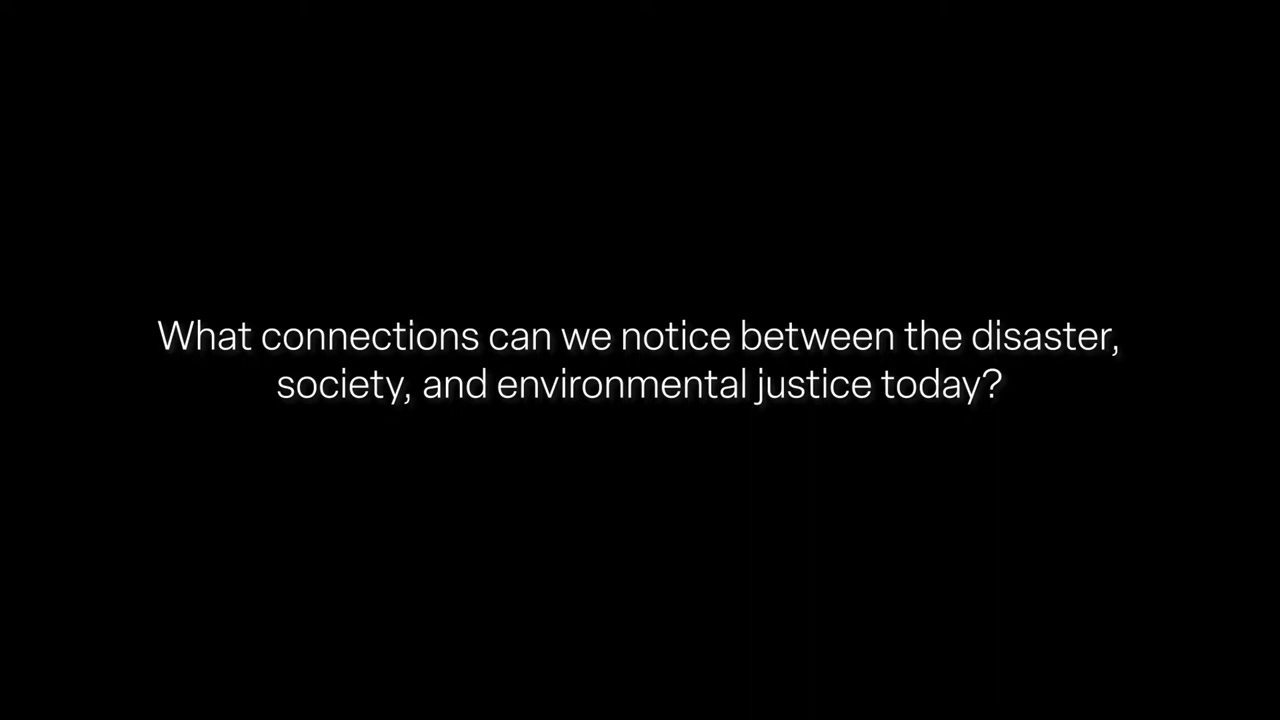 What connections can we notice between the disaster,
society, and environmental justice today?